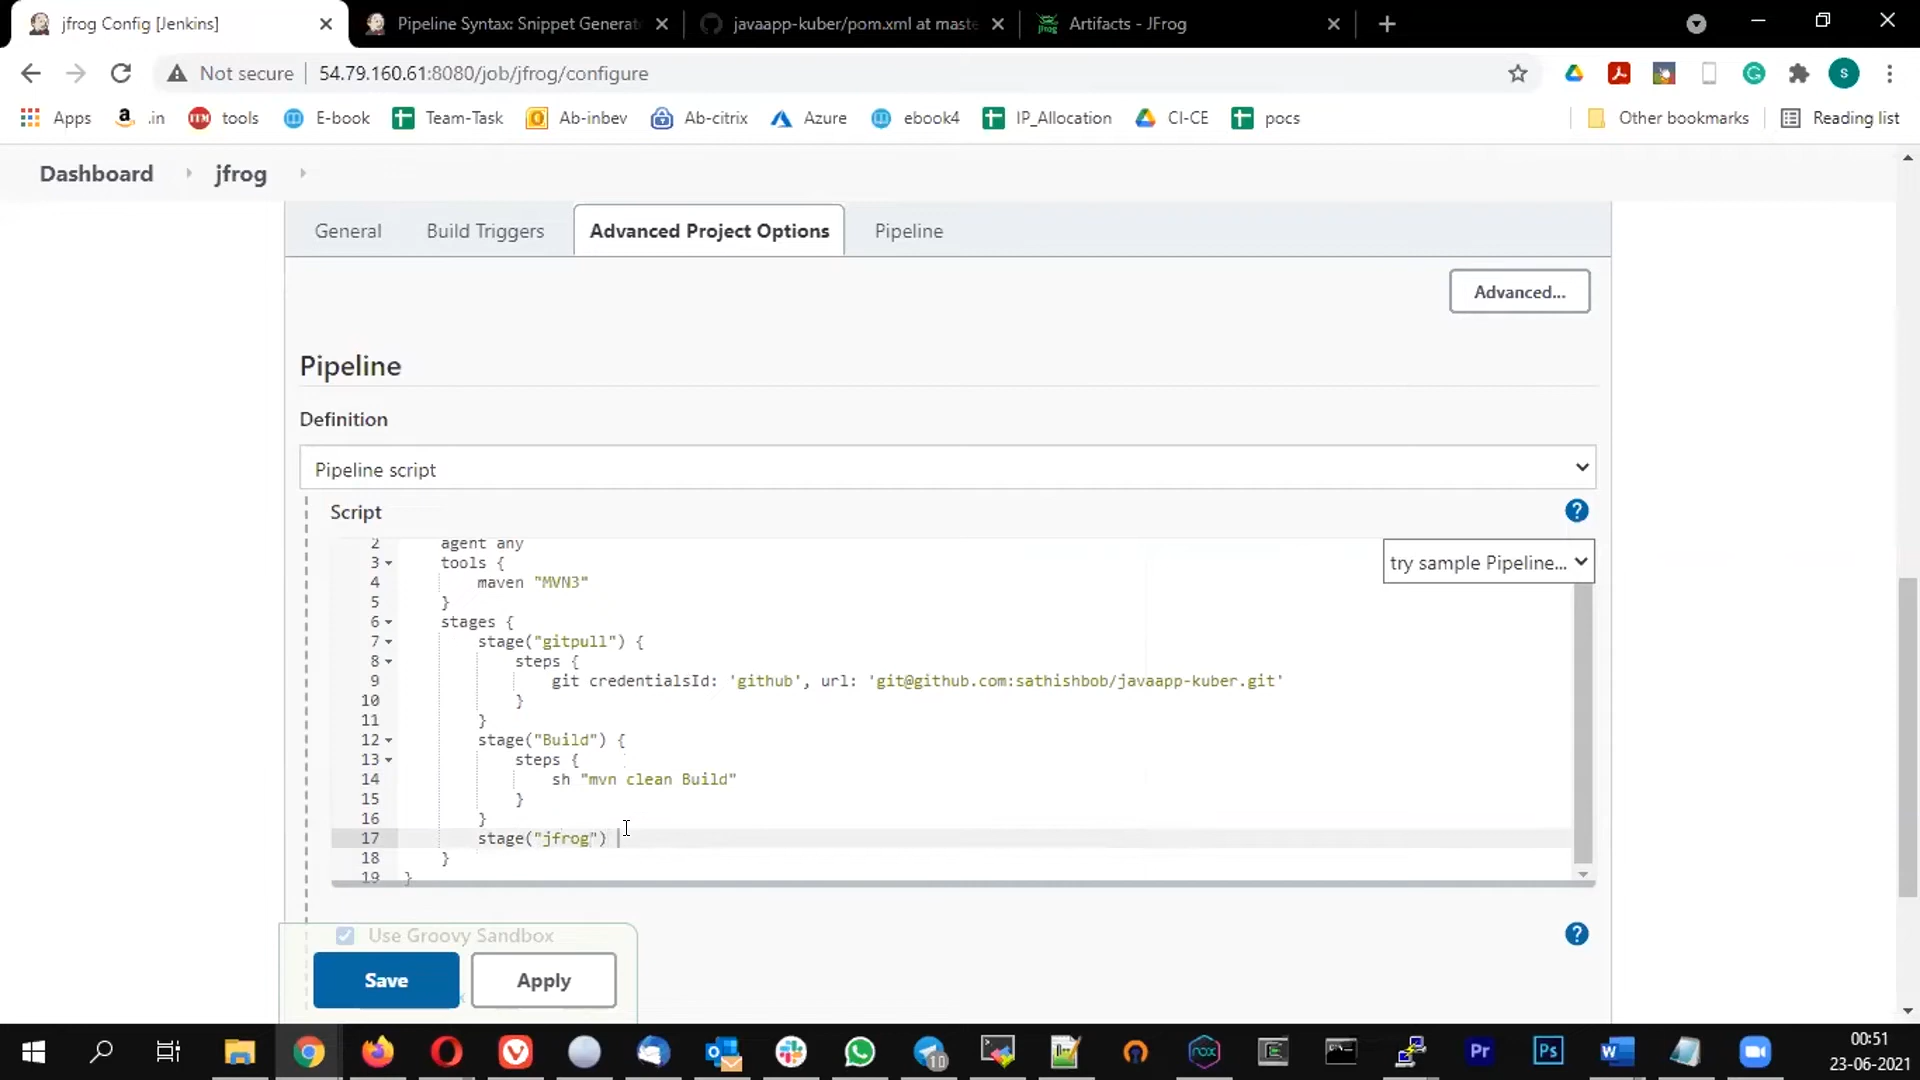 jfrog Config [Jenkins]
Pipeline Syntax: Snippet Generat
javaapp-kuber/pom.xml at maste
Artifacts - JFrog
Not secure
54.79.160.61:8080/job/jfrog/configure
S
Apps
.in
tools
E-book
Team-Task
Ab-inbev
Ab-citrix
Azure
ebook4
IP_Allocation
CI-CE
pocs
Other bookmarks
Reading list
Dashboard
jfrog
General
Build Triggers
Advanced Project Options
Pipeline
Advanced...
Pipeline
Definition
Pipeline script
Script
?
try sample Pipeline...
2 agent any
3 tools {
4 maven "MVN3"
5 }
6 stages {
7 stage("gitpull") {
8 steps {
9 git credentialsId: 'github', url: 'git@github.com:sathishbob/javaapp-kuber.git'
10 }
11 }
12 stage("Build") {
13 steps {
14 sh "mvn clean Build"
15 }
16 }
17 stage("jfrog")
18 }
19 }
Use Groovy Sandbox
?
Save
Apply
10
nox
Pr
Ps
W
00:51
23-06-2021